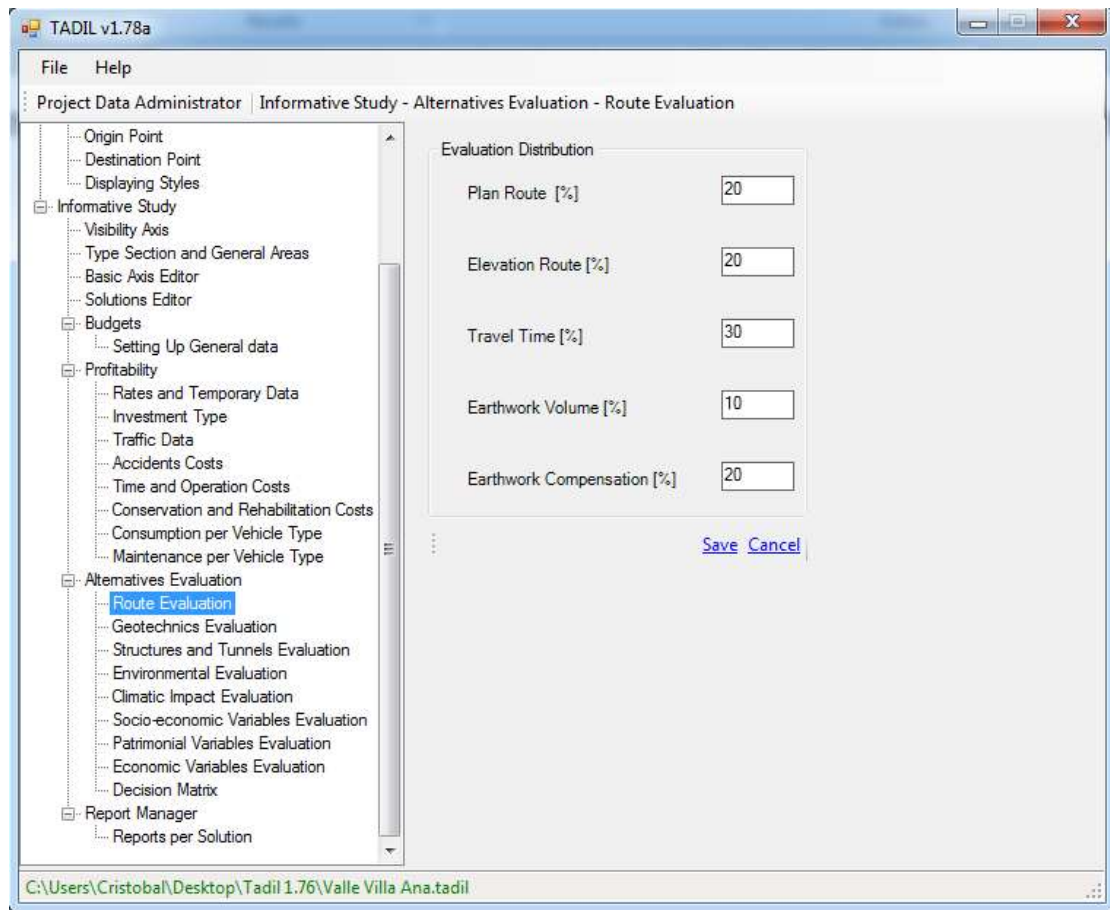 TADIL v1.78a
File Help
Project Data Administrator Informative Study - Alternatives Evaluation - Route Evaluation
Origin Point
Destination Point
Displaying Styles
Informative Study
Visibility Axis
Type Section and General Areas
Basic Axis Editor
Solutions Editor
Budgets
Setting Up General data
Profitability
Rates and Temporary Data
Investment Type
Traffic Data
Accidents Costs
Time and Operation Costs
Conservation and Rehabilitation Costs
Consumption per Vehicle Type
Maintenance per Vehicle Type
Alternatives Evaluation
Route Evaluation
Geotechnics Evaluation
Structures and Tunnels Evaluation
Environmental Evaluation
Climatic Impact Evaluation
Socio-economic Variables Evaluation
Patrimonial Variables Evaluation
Economic Variables Evaluation
Decision Matrix
Report Manager
Reports per Solution
Evaluation Distribution
Plan Route [%] 20
Elevation Route [%] 20
Travel Time [%] 30
Earthwork Volume [%] 10
Earthwork Compensation [%] 20
Save Cancel
C:\Users\Cristobal\Desktop\Tadil 1.76\Valle Villa Ana.tadil